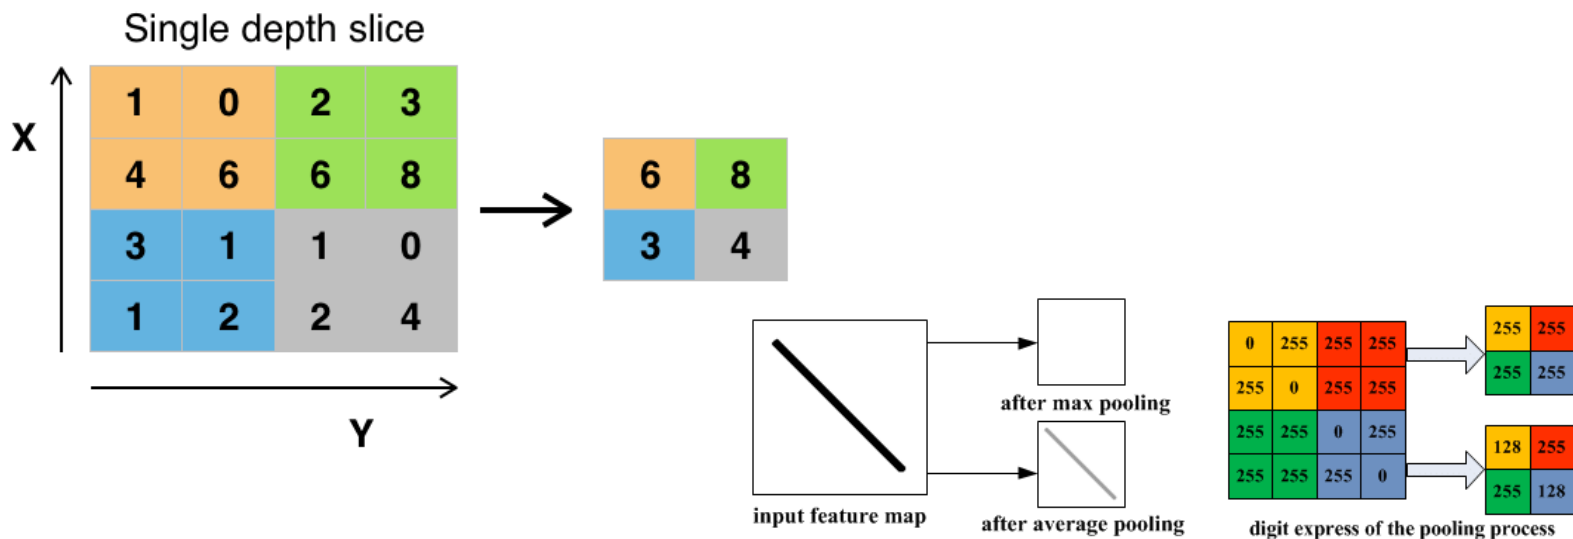 Single depth slice
X
1 0 2 3
4 6 6 8
3 1 1 0
1 2 2 4
Y
6 8
3 4
after max pooling
input feature map
after average pooling
0 255 255 255
255 0 255 255
255 255 0 255
255 255 255 0
255 255
255 255
128 255
255 128
digit express of the pooling process